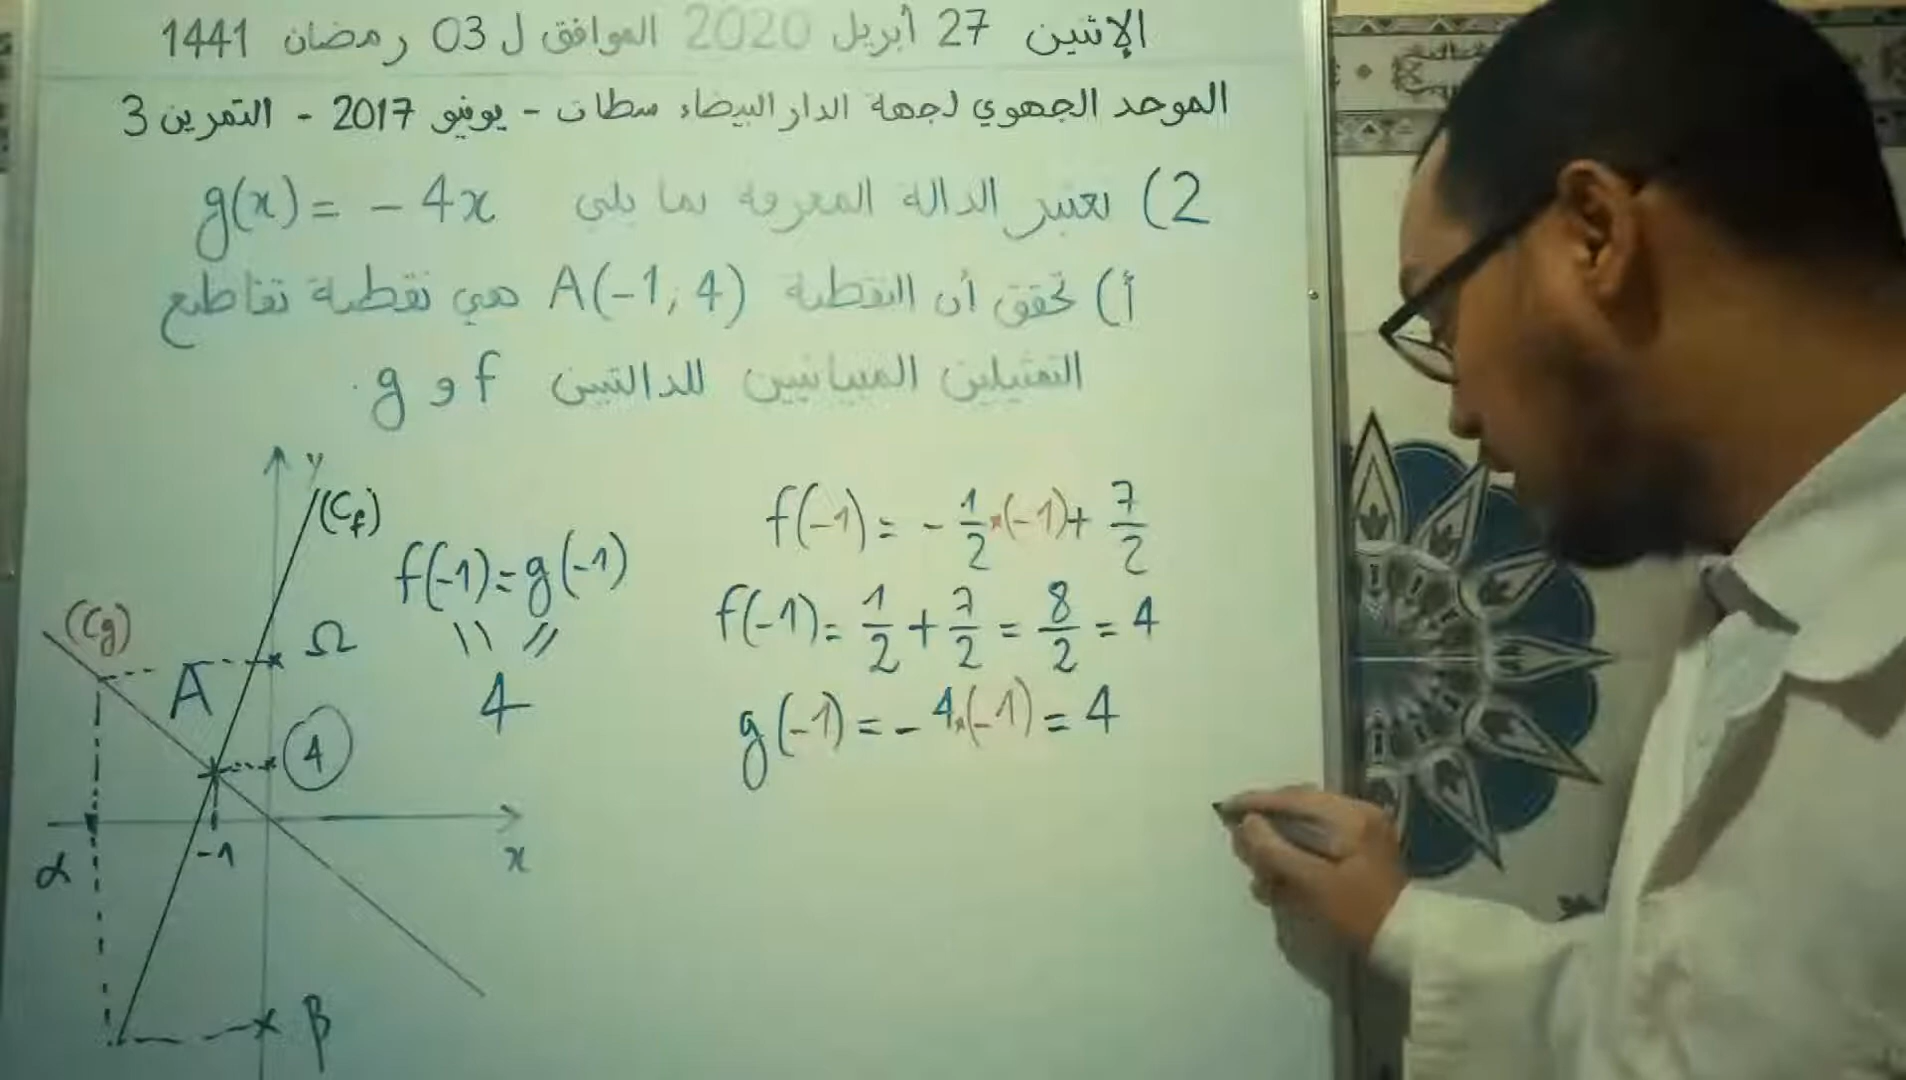 الإثنين 27 أبريل 2020 الموافق ل 03 رمضان 1441
الموحد الجهوي لجهة الدار البيضاء سطات - يونيو 2017 - التمرين 3
2) نعتبر الدالة المعرفة بما يلي g(x) = - 4x
أ) تحقق أن النقطة A(-1; 4) هي نقطة تقاطع
التمثيلين المبيانيين للدالتين f و g.
y
(Cf)
f(-1) = g(-1)
4
(Cg)
A
Ω
4
-1
x
α
β
f(-1) = - 1/2 × (-1) + 7/2
f(-1) = 1/2 + 7/2 = 8/2 = 4
g(-1) = - 4 × (-1) = 4